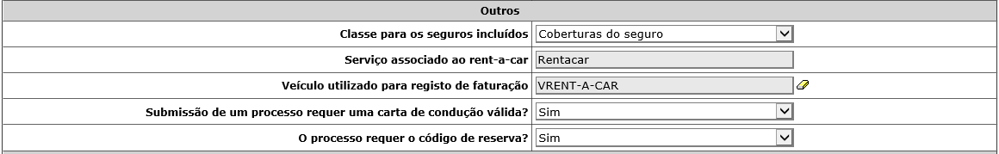 Outros
Classe para os seguros incluídos Coberturas do seguro
Serviço associado ao rent-a-car Rentacar
Veículo utilizado para registo de faturação VRENT-A-CAR
Submissão de um processo requer uma carta de condução válida? Sim
O processo requer o código de reserva? Sim